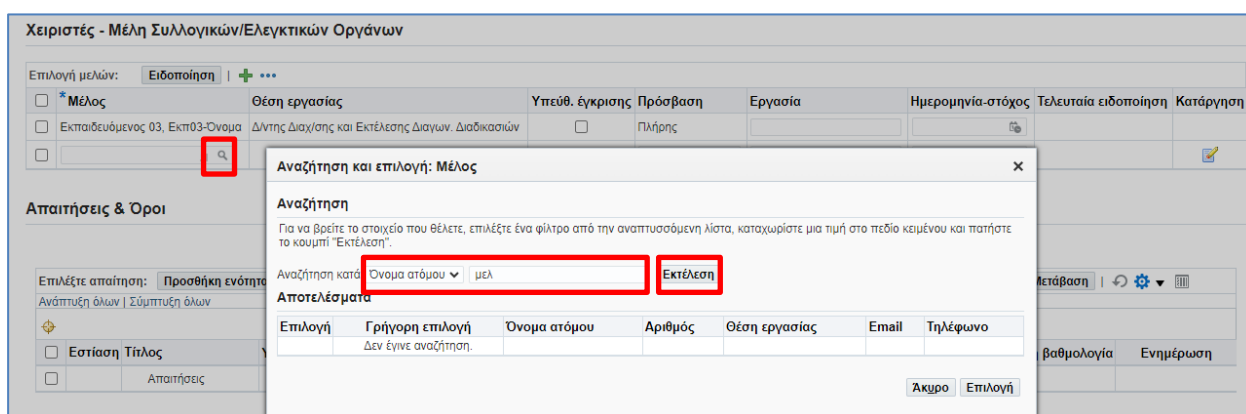 Χειριστές - Μέλη Συλλογικών/Ελεγκτικών Οργάνων
Επιλογή μελών: Ειδοποίηση |
* Μέλος Θέση εργασίας Υπεύθ. έγκρισης Πρόσβαση Εργασία Ημερομηνία-στόχος Τελευταία ειδοποίηση Κατάργηση
Εκπαιδευόμενος 03, Εκπ03-Όνομα Δ/ντης Διαχ/σης και Εκτέλεσης Διαγων. Διαδικασιών Πλήρης
Αναζήτηση και επιλογή: Μέλος
Αναζήτηση
Για να βρείτε το στοιχείο που θέλετε, επιλέξτε ένα φίλτρο από την αναπτυσσόμενη λίστα, καταχωρίστε μια τιμή στο πεδίο κειμένου και πατήστε
το κουμπί "Εκτέλεση".
Αναζήτηση κατά Όνομα ατόμου μελ Εκτέλεση
Αποτελέσματα
Επιλογή Γρήγορη επιλογή Όνομα ατόμου Αριθμός Θέση εργασίας Email Τηλέφωνο
Δεν έγινε αναζήτηση.
Άκυρο Επιλογή
Απαιτήσεις & Όροι
Επιλέξτε απαίτηση: Προσθήκη ενότητ Μετάβαση |
Ανάπτυξη όλων | Σύμπτυξη όλων
Εστίαση Τίτλος βαθμολογία Ενημέρωση
Απαιτήσεις